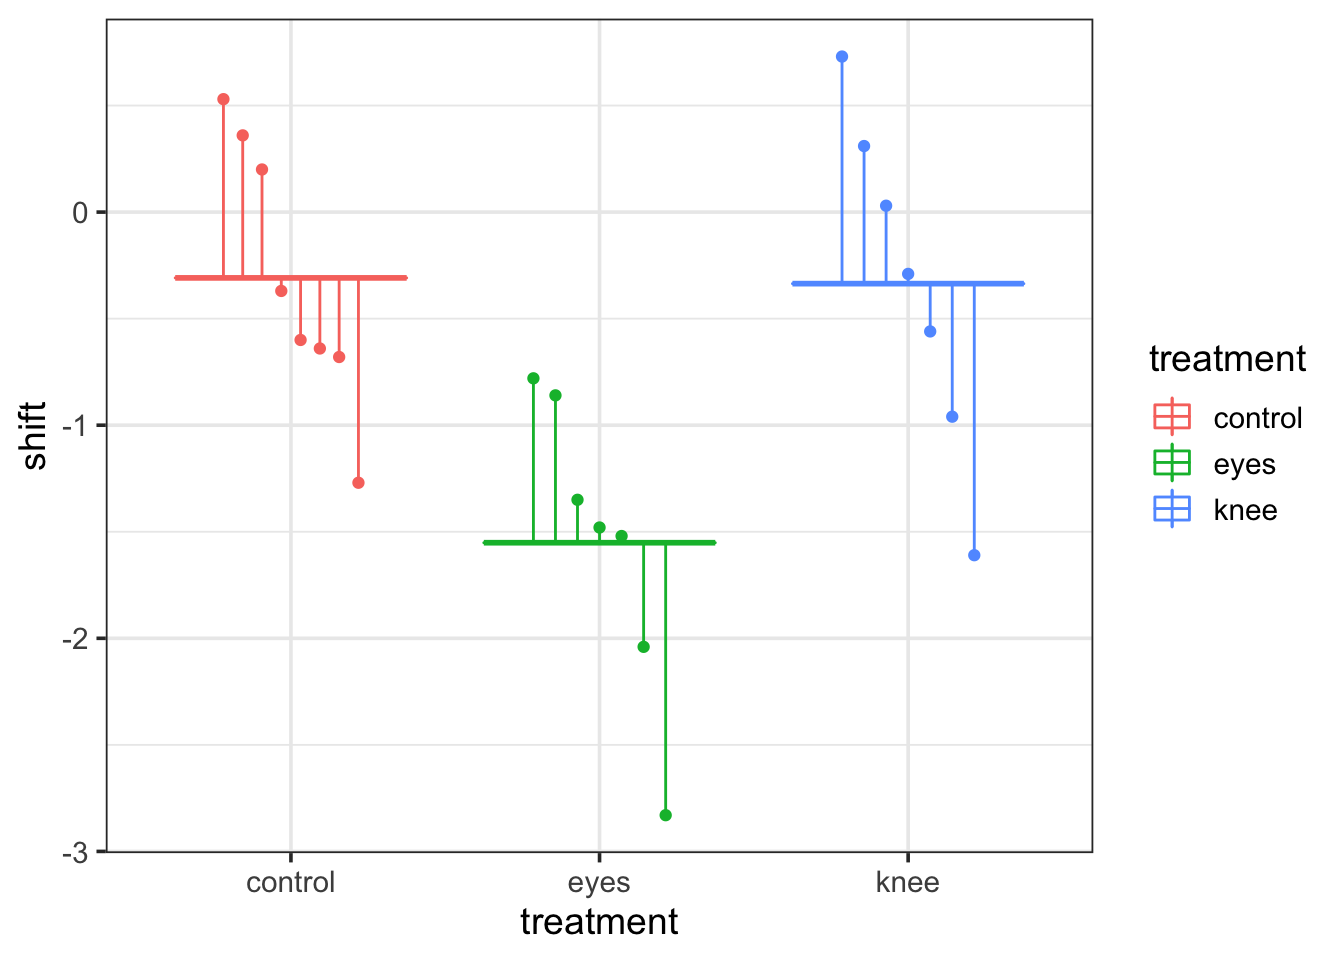 shift
0
-1
-2
-3
control
eyes
knee
treatment
treatment
control
eyes
knee